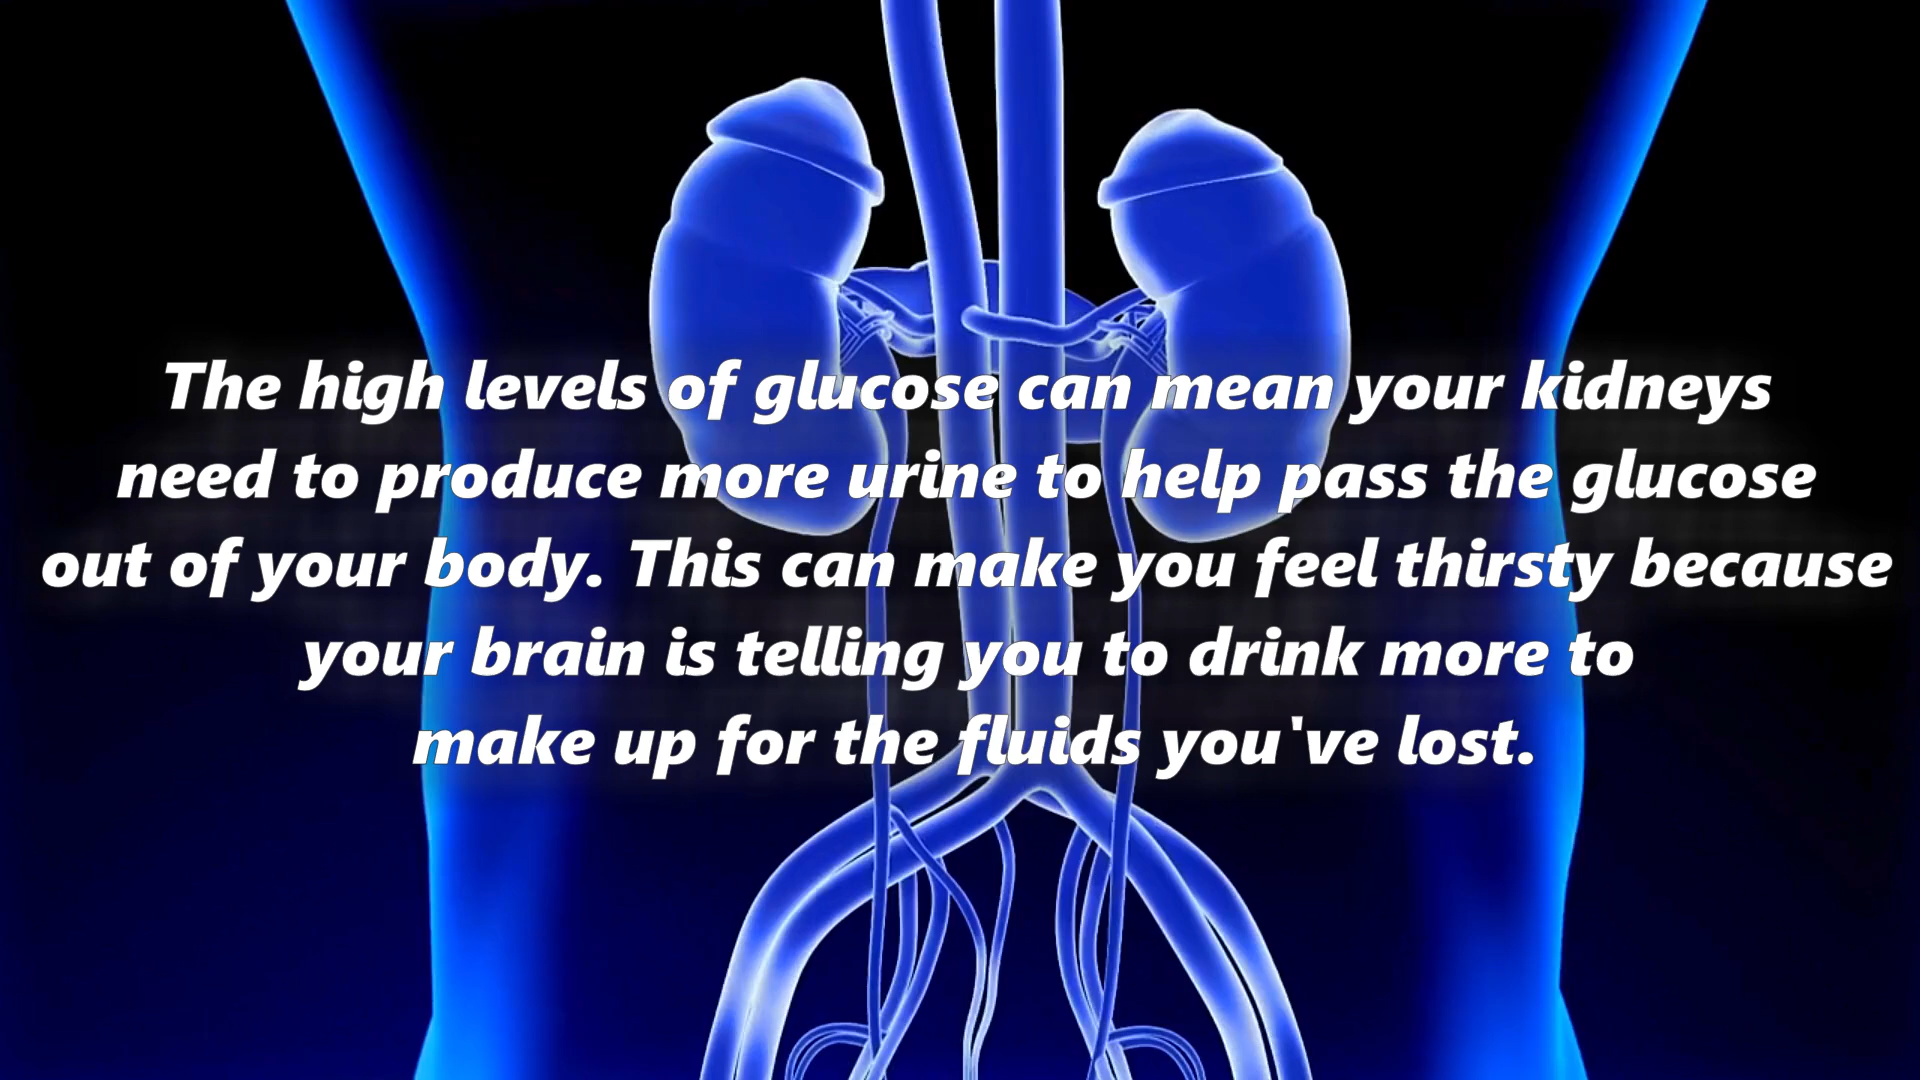 The high levels of glucose can mean your kidneys
need to produce more urine to help pass the glucose
out of your body. This can make you feel thirsty because
your brain is telling you to drink more to
make up for the fluids you've lost.